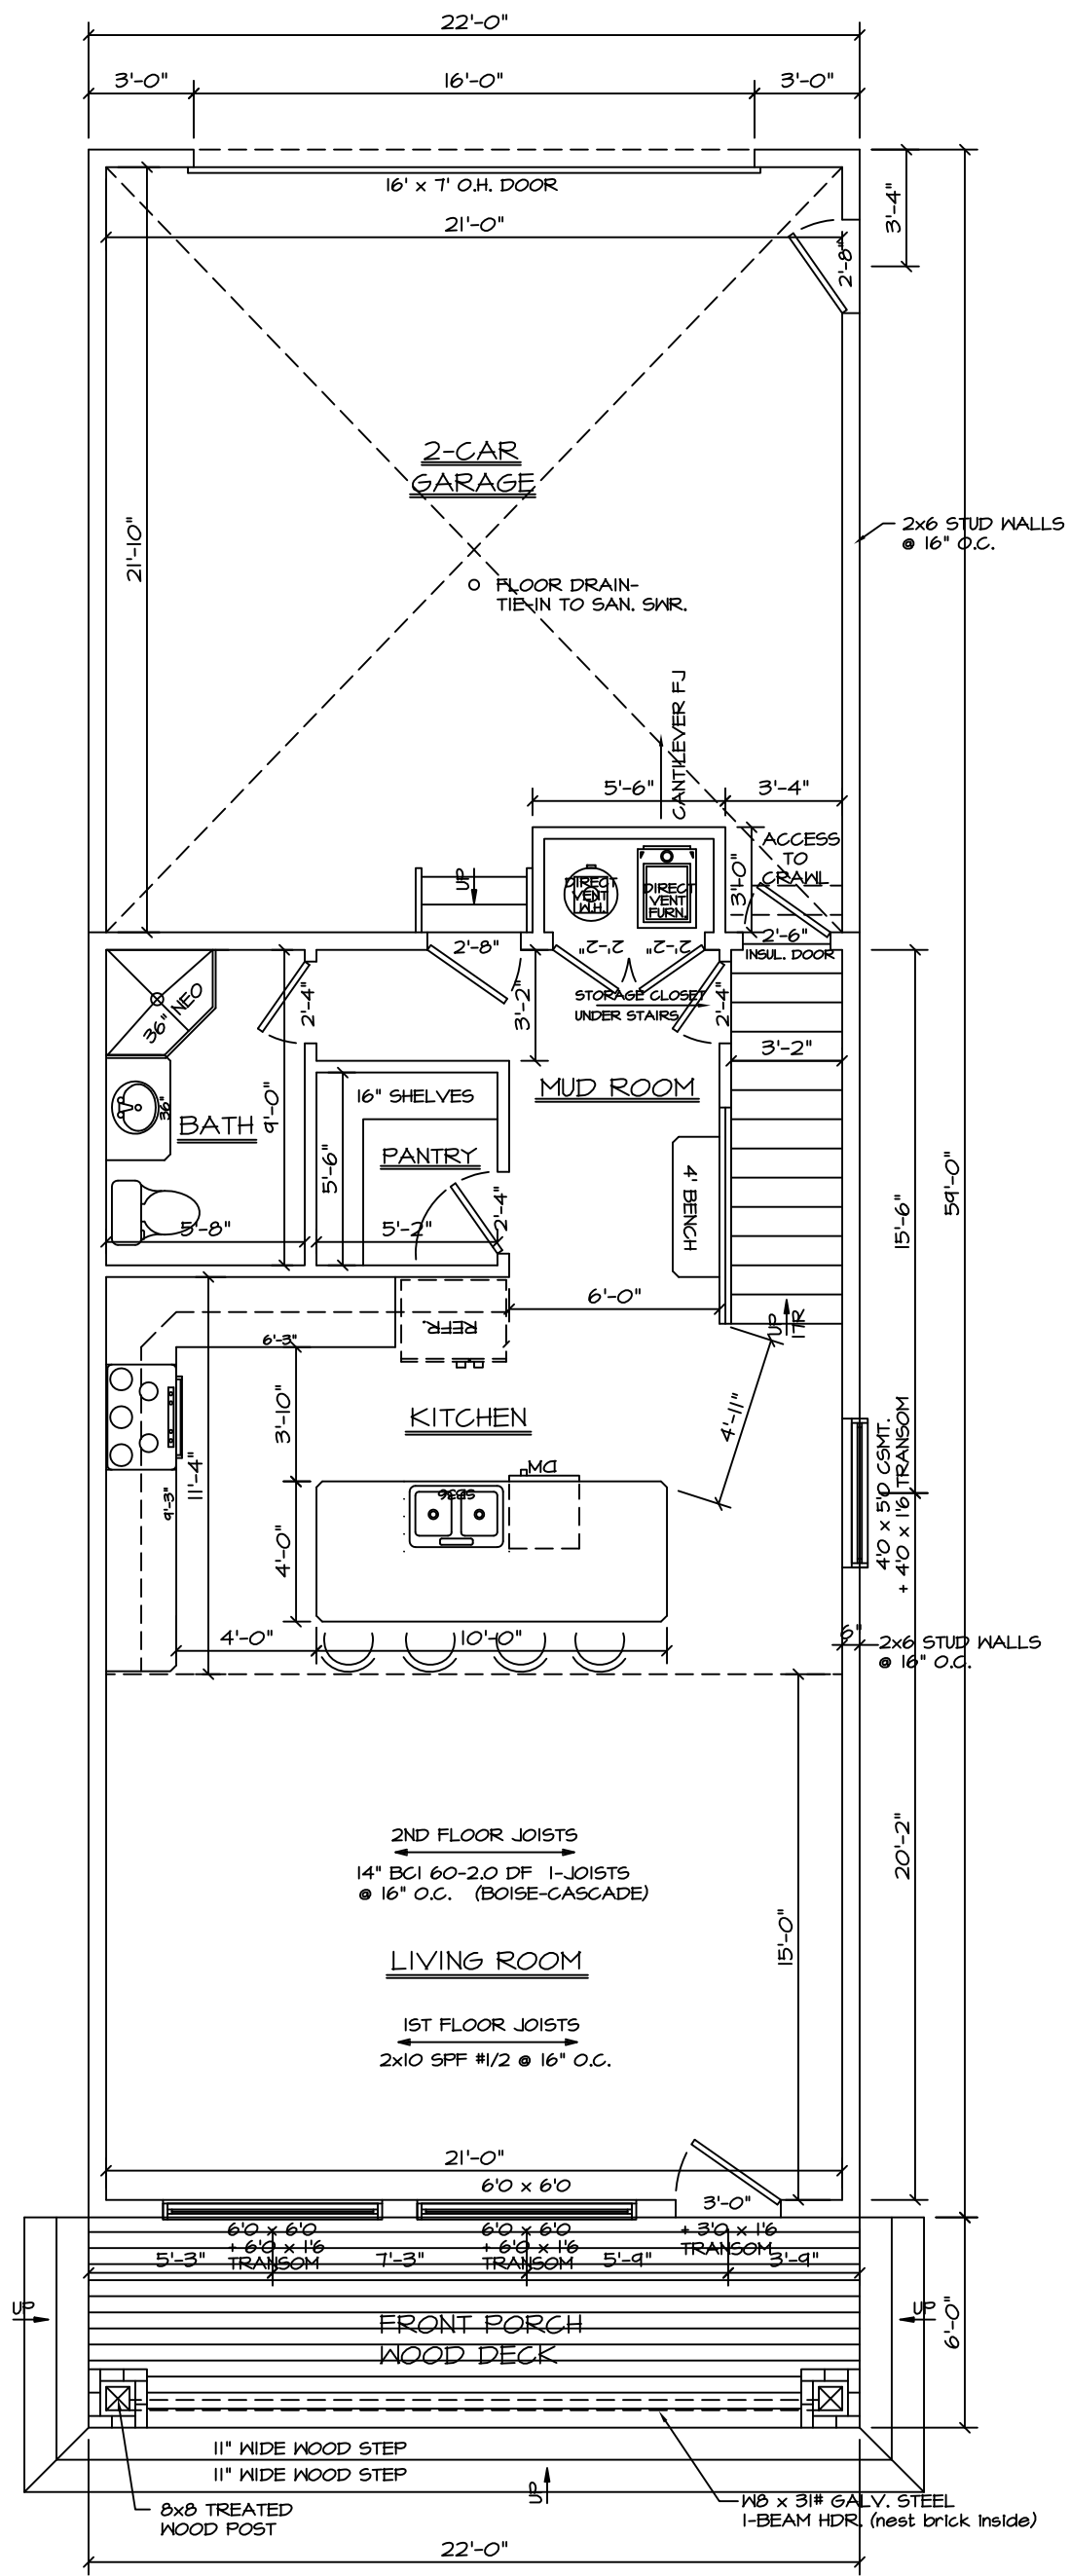 22'-0"
3'-0"
16'-0"
3'-0"
16' x 7' O.H. DOOR
21'-0"
3'-4"
2'-8"
2-CAR
GARAGE
21'-10"
2x6 STUD WALLS
@ 16" O.C.
FLOOR DRAIN-
TIE-IN TO SAN. SWR.
CANTILEVER FJ
5'-6"
3'-4"
ACCESS
TO
CRAWL
3'-0"
UP
DIRECT
VENT
W.H.
DIRECT
VENT
FURN.
2'-8"
2'-2"
2'-2"
2'-6"
INSUL. DOOR
36" NEO
2'-4"
3'-2"
STORAGE CLOSET
UNDER STAIRS
2'-4"
3'-2"
MUD ROOM
16" SHELVES
36"
BATH
9'-0"
PANTRY
5'-6"
4' BENCH
2'-4"
5'-8"
5'-2"
59'-0"
15'-6"
6'-0"
UP
17R
REFR.
6'-3"
KITCHEN
3'-10"
4'-11"
11'-4"
9'-3"
DW
SB36
4'-0"
4'0 x 5'0 CSMT.
+ 4'0 x 1'6 TRANSOM
4'-0"
10'-0"
6"
2x6 STUD WALLS
@ 16" O.C.
2ND FLOOR JOISTS
14" BCI 60-2.0 DF I-JOISTS
@ 16" O.C. (BOISE-CASCADE)
20'-2"
15'-0"
LIVING ROOM
1ST FLOOR JOISTS
2x10 SPF #1/2 @ 16" O.C.
21'-0"
6'0 x 6'0
3'-0"
6'0 x 6'0
+ 6'0 x 1'6
TRANSOM
6'0 x 6'0
+ 6'0 x 1'6
TRANSOM
+ 3'0 x 1'6
TRANSOM
5'-3"
7'-3"
5'-9"
3'-9"
UP
UP
6'-0"
FRONT PORCH
WOOD DECK
11" WIDE WOOD STEP
11" WIDE WOOD STEP
UP
8x8 TREATED
WOOD POST
W8 x 31# GALV. STEEL
I-BEAM HDR. (nest brick inside)
22'-0"